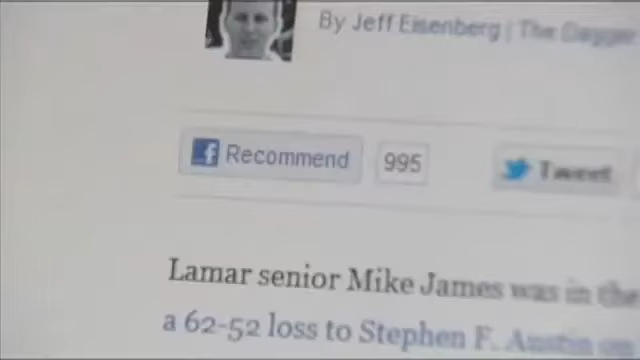 By Jeff Eisenberg | The Dagger
Recommend 995 Tweet
Lamar senior Mike James was in the
a 62-52 loss to Stephen F. Austin on